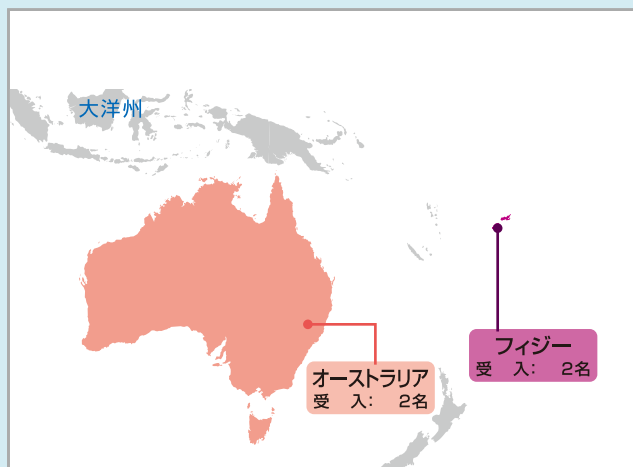 大洋州
オーストラリア
受　入：　2名
フィジー
受　入：　2名